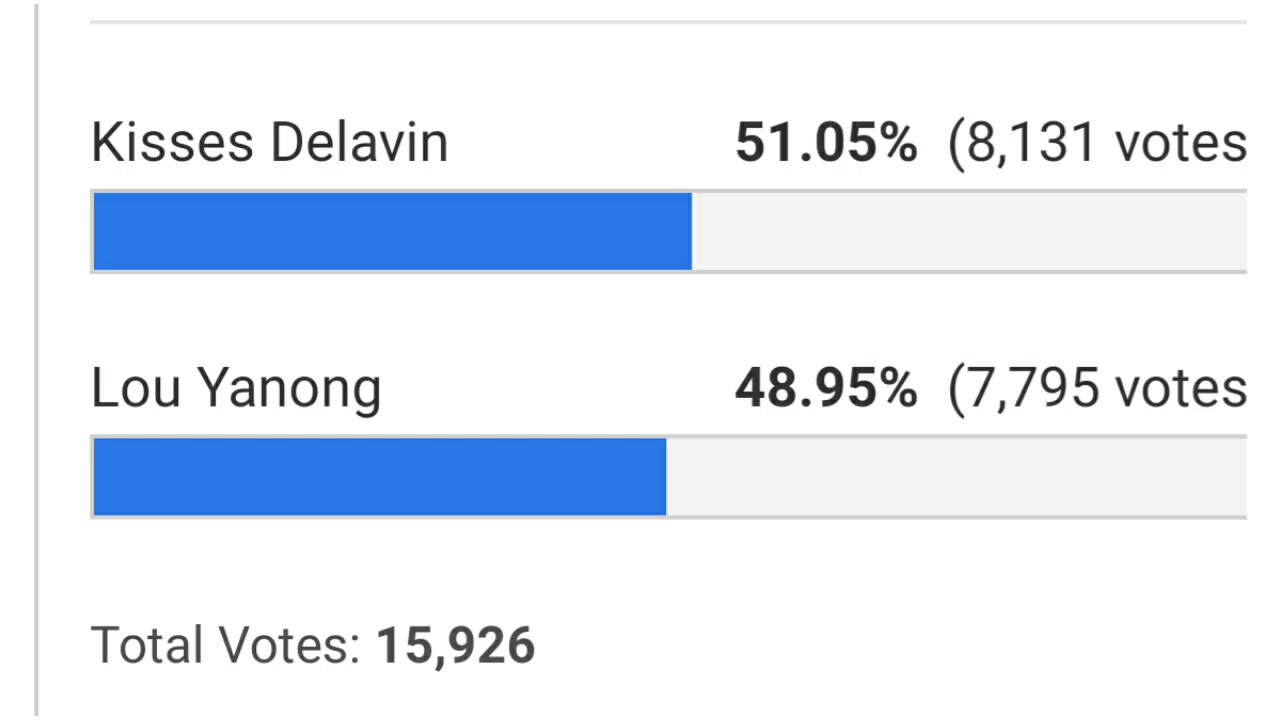 Kisses Delavin 51.05% (8,131 votes
Lou Yanong 48.95% (7,795 votes
Total Votes: 15,926